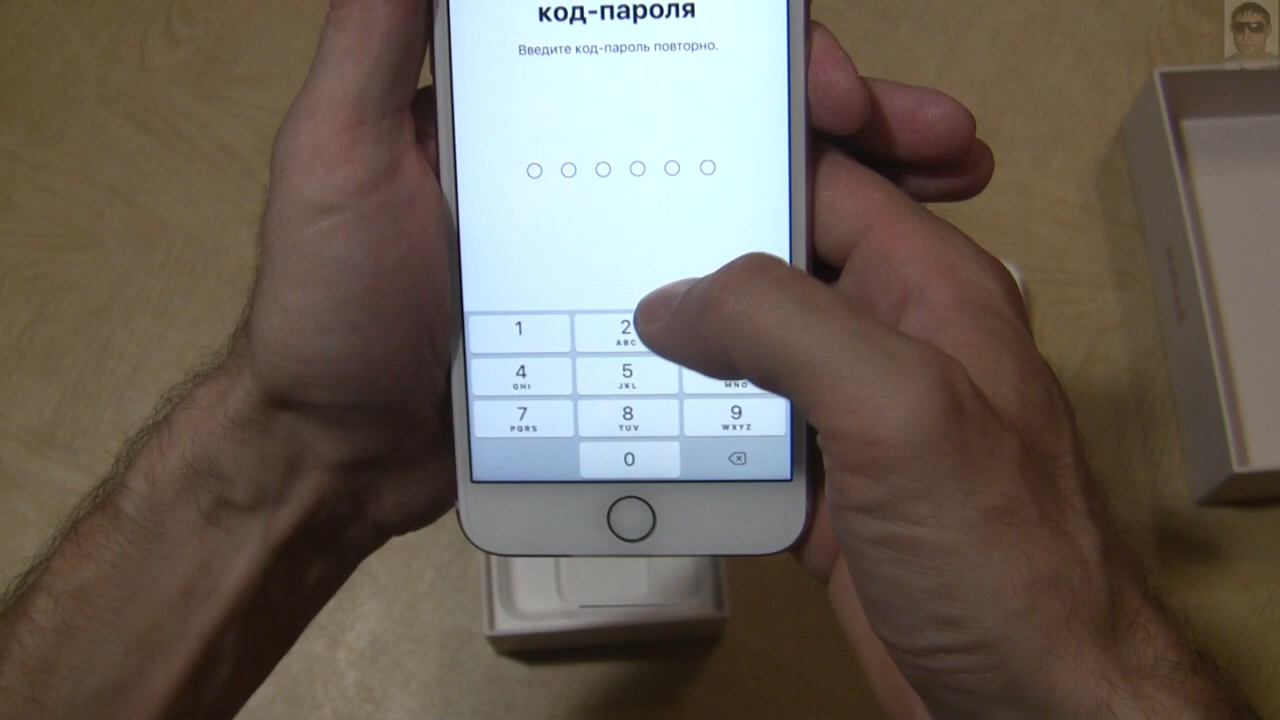 код-пароля
Введите код-пароль повторно.
1
2
ABC
4
GHI
5
JKL
MNO
7
PQRS
8
TUV
9
WXYZ
0